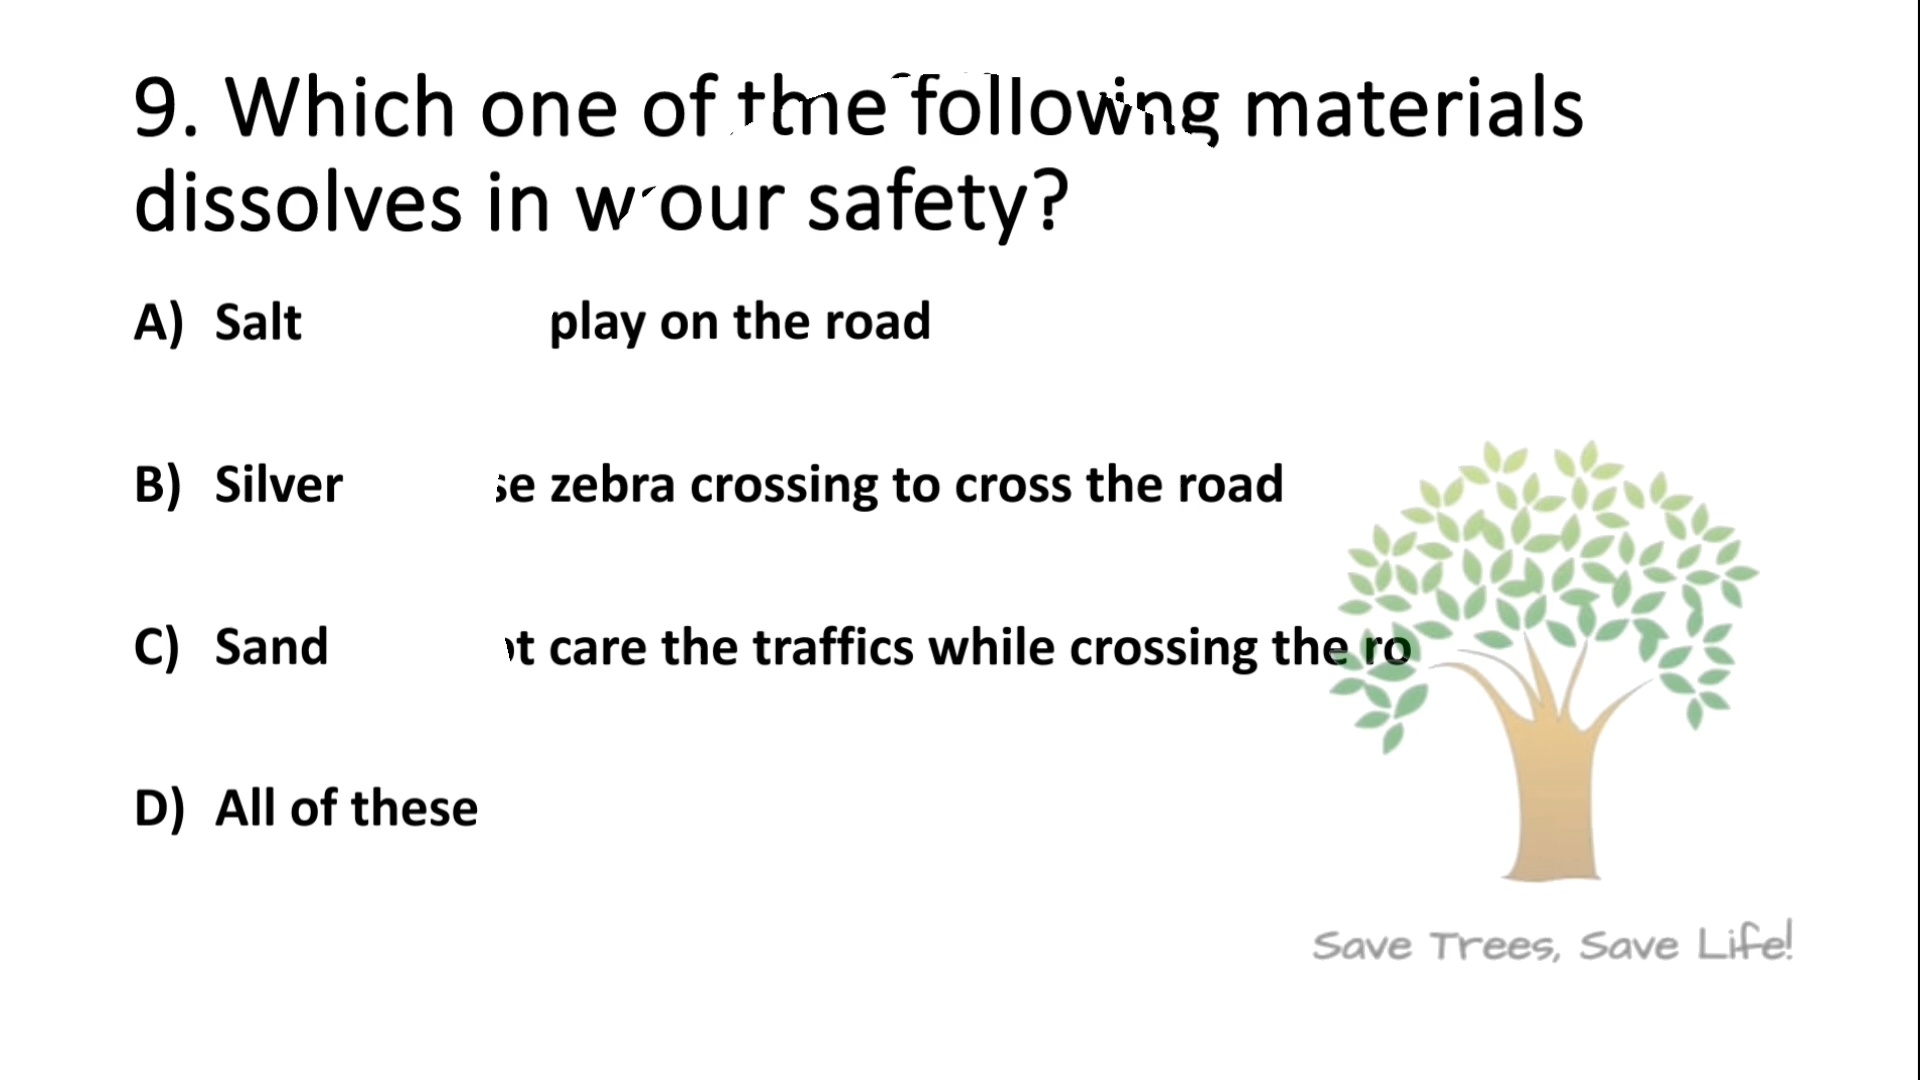 9. Which one of the following materials
dissolves in our safety?
A) Salt play on the road
B) Silver zebra crossing to cross the road
C) Sand care the traffics while crossing the ro
D) All of these
Save Trees, Save Life!